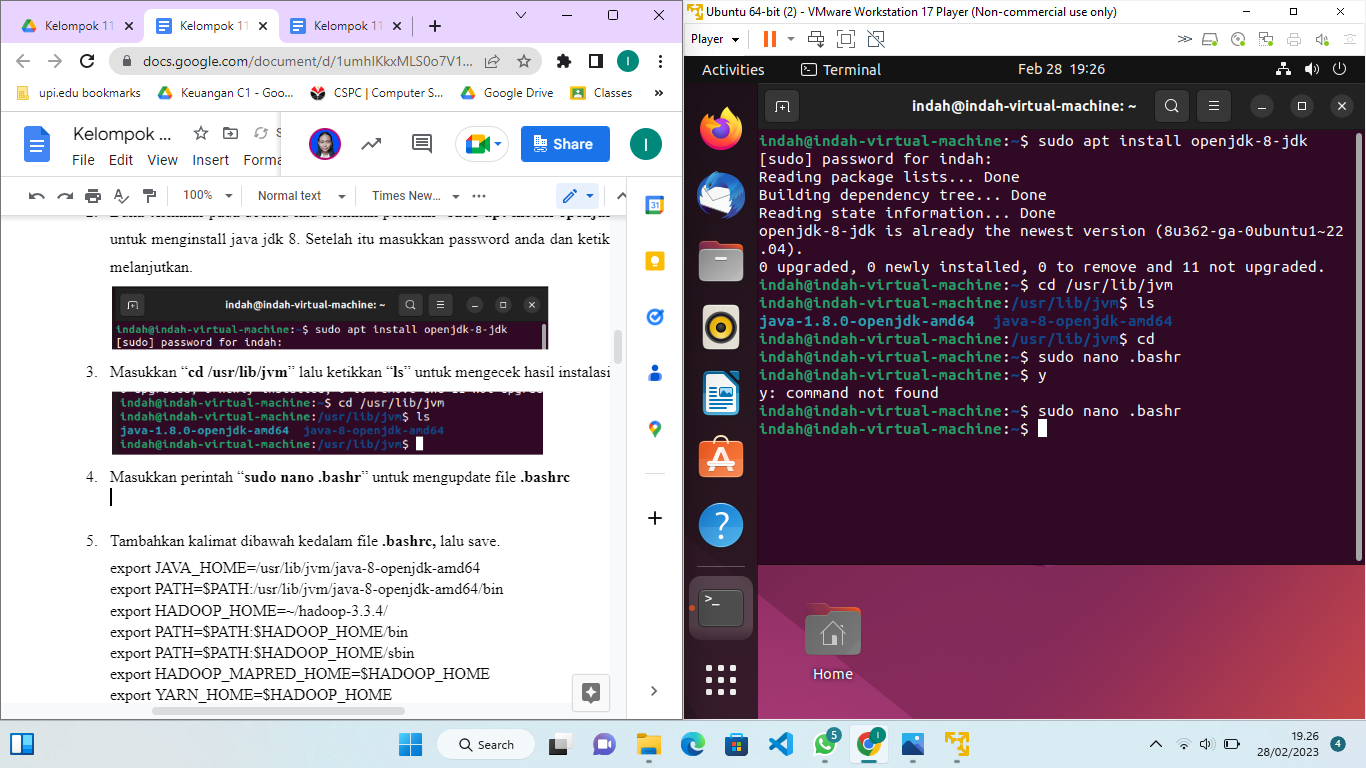 Kelompok 11
Kelompok 11
Kelompok 11
docs.google.com/document/d/1umhIKkxMLS0o7V1...
I
upi.edu bookmarks
Keuangan C1 - Goo...
CSPC | Computer S...
Google Drive
Classes
»
Kelompok ...
File Edit View Insert Forma
Share
I
100%
Normal text
Times New...
untuk menginstall java jdk 8. Setelah itu masukkan password anda dan ketik
melanjutkan.
indah@indah-virtual-machine: ~
indah@indah-virtual-machine:~$ sudo apt install openjdk-8-jdk
[sudo] password for indah:
3. Masukkan “cd /usr/lib/jvm” lalu ketikkan “ls” untuk mengecek hasil instalasi
indah@indah-virtual-machine:~$ cd /usr/lib/jvm
indah@indah-virtual-machine:/usr/lib/jvm$ ls
java-1.8.0-openjdk-amd64 java-8-openjdk-amd64
indah@indah-virtual-machine:/usr/lib/jvm$
4. Masukkan perintah “sudo nano .bashr” untuk mengupdate file .bashrc
5. Tambahkan kalimat dibawah kedalam file .bashrc, lalu save.
export JAVA_HOME=/usr/lib/jvm/java-8-openjdk-amd64
export PATH=$PATH:/usr/lib/jvm/java-8-openjdk-amd64/bin
export HADOOP_HOME=~/hadoop-3.3.4/
export PATH=$PATH:$HADOOP_HOME/bin
export PATH=$PATH:$HADOOP_HOME/sbin
export HADOOP_MAPRED_HOME=$HADOOP_HOME
export YARN_HOME=$HADOOP_HOME
Ubuntu 64-bit (2) - VMware Workstation 17 Player (Non-commercial use only)
Player
Activities
Terminal
Feb 28 19:26
indah@indah-virtual-machine: ~
indah@indah-virtual-machine:~$ sudo apt install openjdk-8-jdk
[sudo] password for indah:
Reading package lists... Done
Building dependency tree... Done
Reading state information... Done
openjdk-8-jdk is already the newest version (8u362-ga-0ubuntu1~22
.04).
0 upgraded, 0 newly installed, 0 to remove and 11 not upgraded.
indah@indah-virtual-machine:~$ cd /usr/lib/jvm
indah@indah-virtual-machine:/usr/lib/jvm$ ls
java-1.8.0-openjdk-amd64 java-8-openjdk-amd64
indah@indah-virtual-machine:/usr/lib/jvm$ cd
indah@indah-virtual-machine:~$ sudo nano .bashr
indah@indah-virtual-machine:~$ y
y: command not found
indah@indah-virtual-machine:~$ sudo nano .bashr
indah@indah-virtual-machine:~$
Home
Search
5
I
19.26
28/02/2023
4